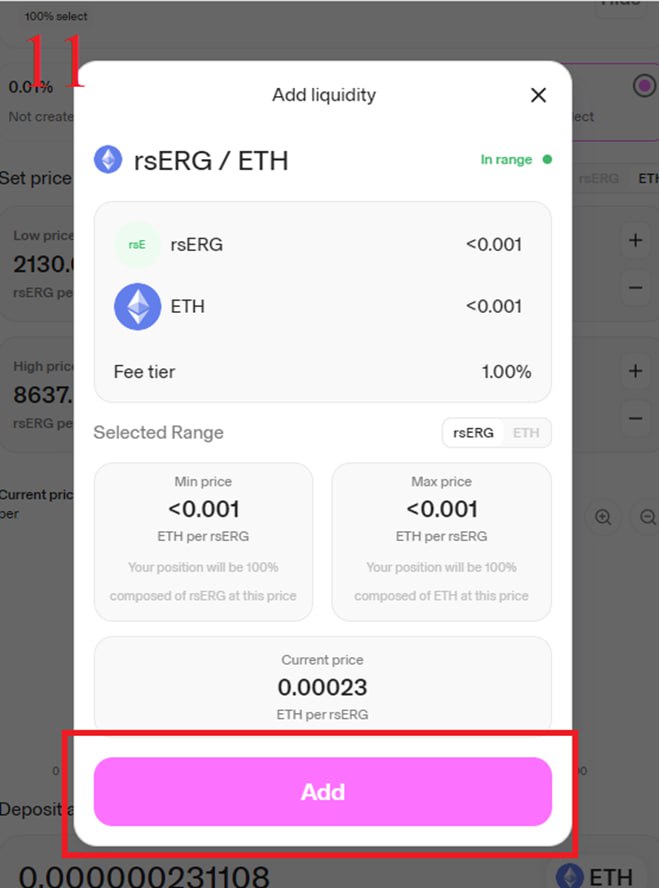 Hide
100% select
11
0.01%
Not create
ect
Add liquidity
rsERG / ETH
In range
Set price
rsERG ETH
rsE rsERG <0.001
ETH <0.001
Fee tier 1.00%
Low price
2130.
rsERG pe
High price
8637.
rsERG pe
Selected Range
rsERG ETH
Min price
<0.001
ETH per rsERG
Your position will be 100%
composed of rsERG at this price
Max price
<0.001
ETH per rsERG
Your position will be 100%
composed of ETH at this price
Current pric
per
Current price
0.00023
ETH per rsERG
0
00
Add
Deposit a
0.000000231108
ETH